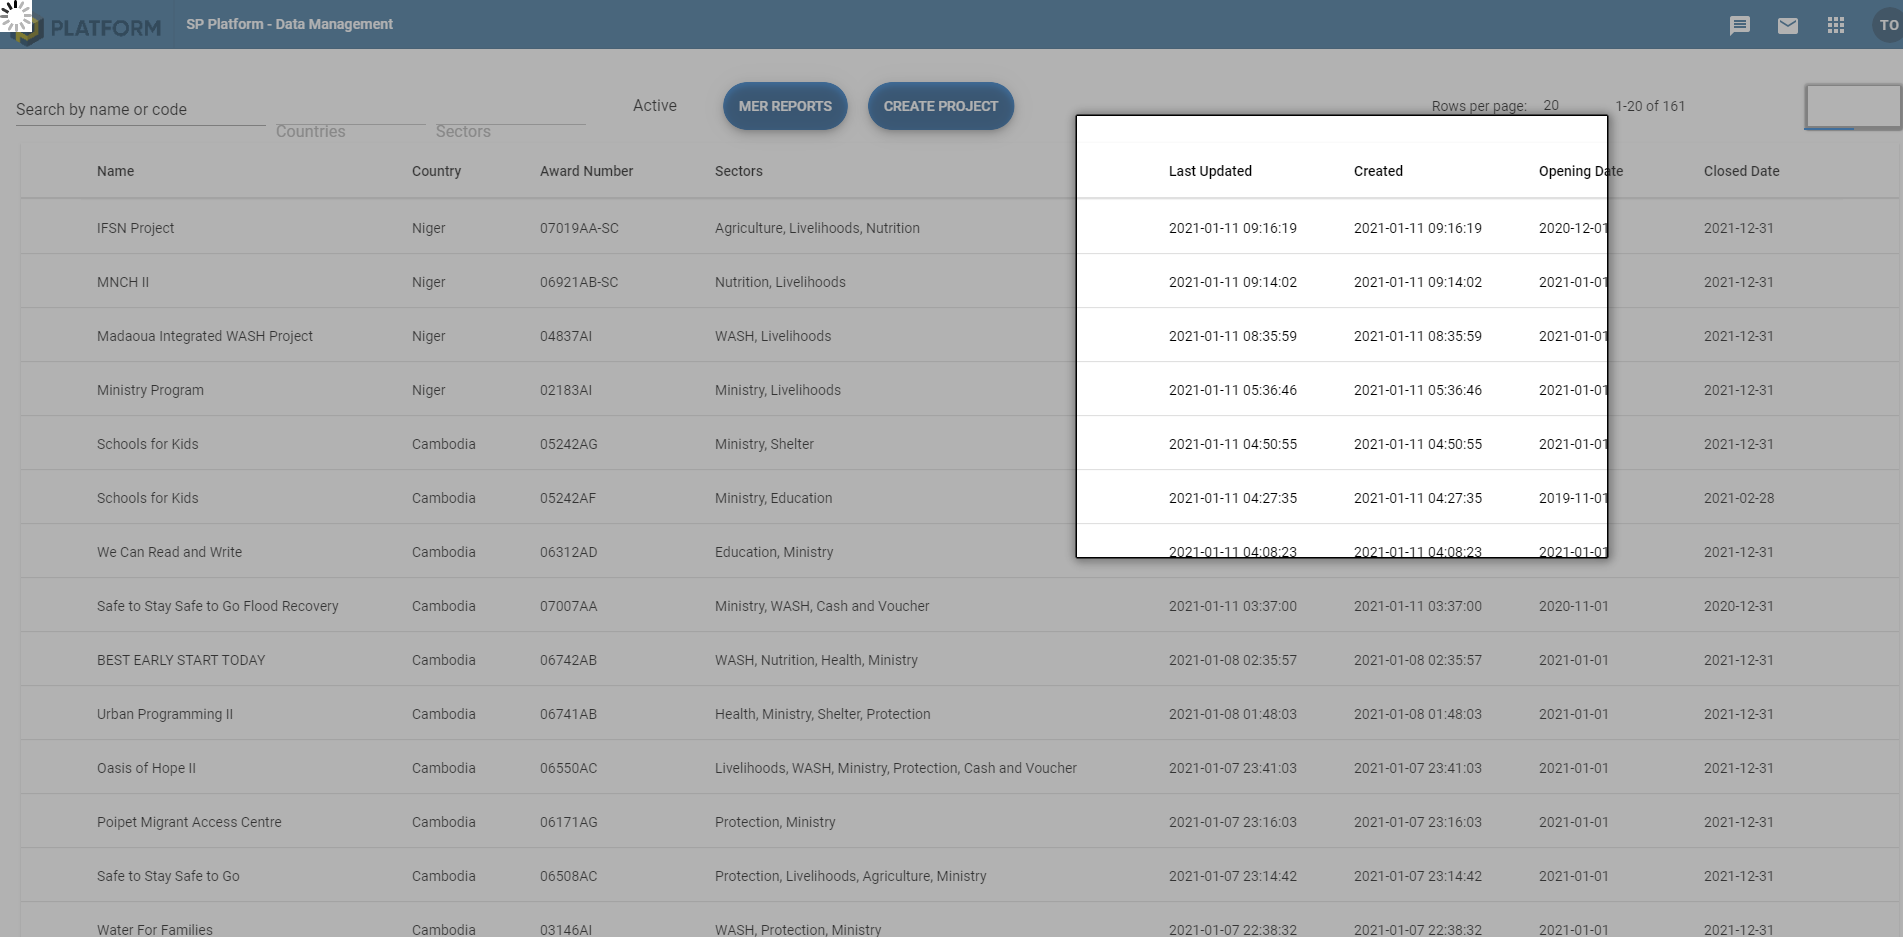 PLATFORM SP Platform - Data Management TO
Search by name or code Countries Sectors Active MER REPORTS CREATE PROJECT Rows per page: 20 1-20 of 161
Name Country Award Number Sectors Last Updated Created Opening Date Closed Date
IFSN Project Niger 07019AA-SC Agriculture, Livelihoods, Nutrition 2021-01-11 09:16:19 2021-01-11 09:16:19 2020-12-01 2021-12-31
MNCH II Niger 06921AB-SC Nutrition, Livelihoods 2021-01-11 09:14:02 2021-01-11 09:14:02 2021-01-01 2021-12-31
Madaoua Integrated WASH Project Niger 04837AI WASH, Livelihoods 2021-01-11 08:35:59 2021-01-11 08:35:59 2021-01-01 2021-12-31
Ministry Program Niger 02183AI Ministry, Livelihoods 2021-01-11 05:36:46 2021-01-11 05:36:46 2021-01-01 2021-12-31
Schools for Kids Cambodia 05242AG Ministry, Shelter 2021-01-11 04:50:55 2021-01-11 04:50:55 2021-01-01 2021-12-31
Schools for Kids Cambodia 05242AF Ministry, Education 2021-01-11 04:27:35 2021-01-11 04:27:35 2019-11-01 2021-02-28
We Can Read and Write Cambodia 06312AD Education, Ministry 2021-01-11 04:08:23 2021-01-11 04:08:23 2021-01-01 2021-12-31
Safe to Stay Safe to Go Flood Recovery Cambodia 07007AA Ministry, WASH, Cash and Voucher 2021-01-11 03:37:00 2021-01-11 03:37:00 2020-11-01 2020-12-31
BEST EARLY START TODAY Cambodia 06742AB WASH, Nutrition, Health, Ministry 2021-01-08 02:35:57 2021-01-08 02:35:57 2021-01-01 2021-12-31
Urban Programming II Cambodia 06741AB Health, Ministry, Shelter, Protection 2021-01-08 01:48:03 2021-01-08 01:48:03 2021-01-01 2021-12-31
Oasis of Hope II Cambodia 06550AC Livelihoods, WASH, Ministry, Protection, Cash and Voucher 2021-01-07 23:41:03 2021-01-07 23:41:03 2021-01-01 2021-12-31
Poipet Migrant Access Centre Cambodia 06171AG Protection, Ministry 2021-01-07 23:16:03 2021-01-07 23:16:03 2021-01-01 2021-12-31
Safe to Stay Safe to Go Cambodia 06508AC Protection, Livelihoods, Agriculture, Ministry 2021-01-07 23:14:42 2021-01-07 23:14:42 2021-01-01 2021-12-31
Water For Families Cambodia 03146AI WASH, Protection, Ministry 2021-01-07 22:38:32 2021-01-07 22:38:32 2021-01-01 2021-12-31